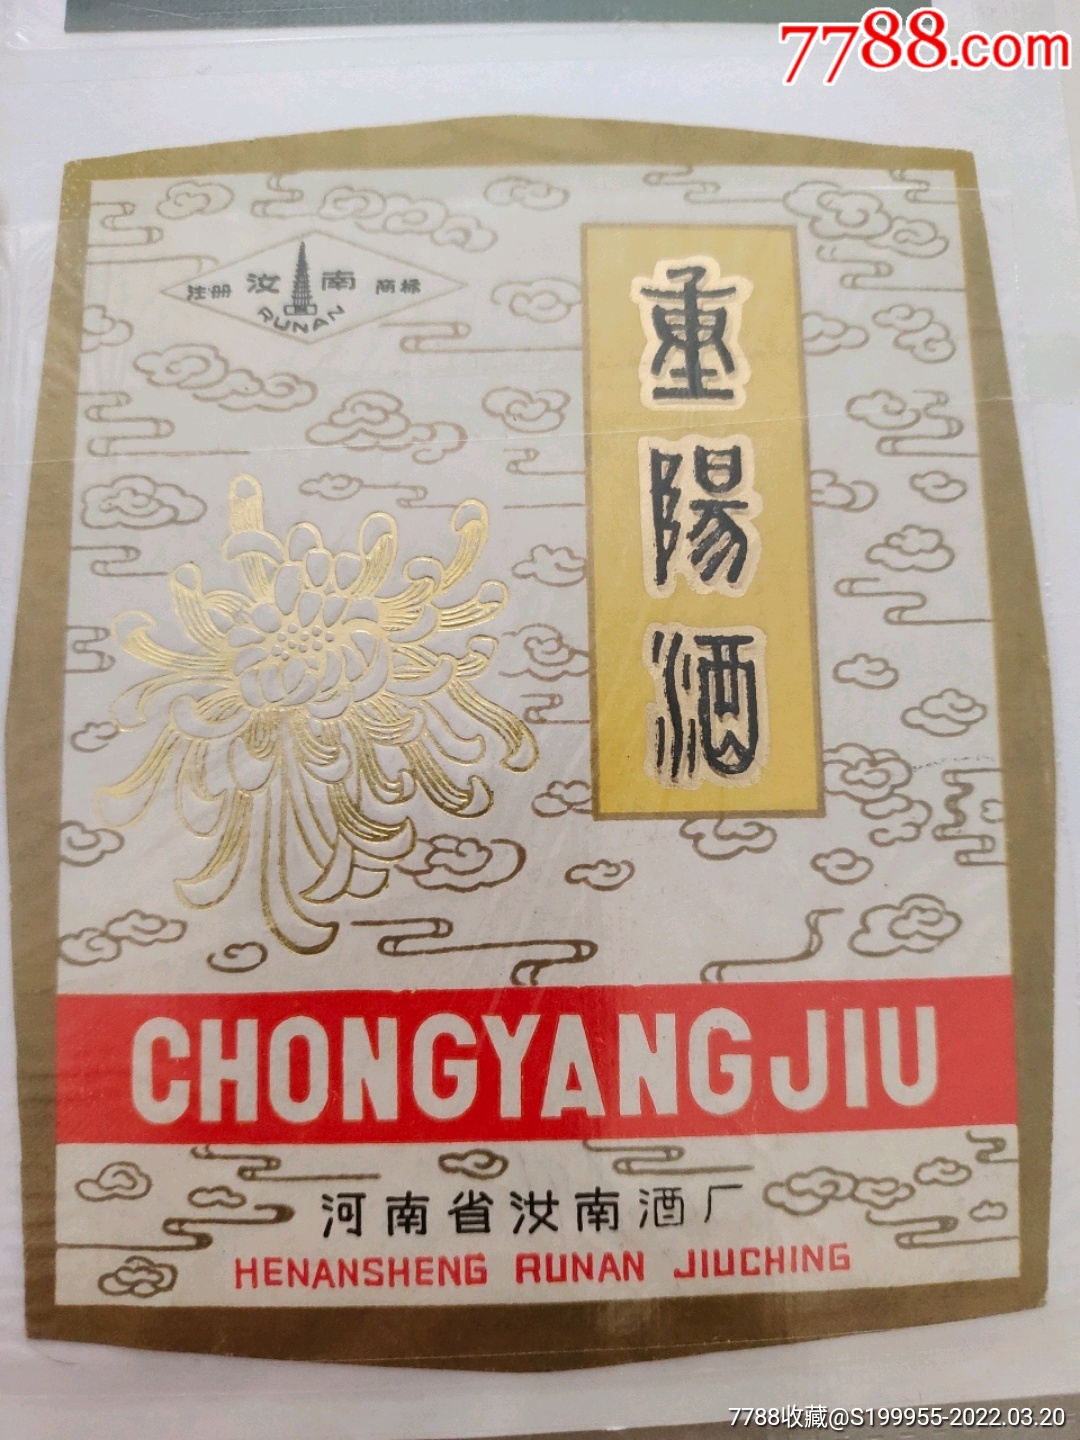 7788.com
注册 汝南 商标
RUNAN
重陽酒
CHONGYANGJIU
河南省汝南酒厂
HENANSHENG RUNAN JIUCHING
7788收藏@S199955-2022.03.20